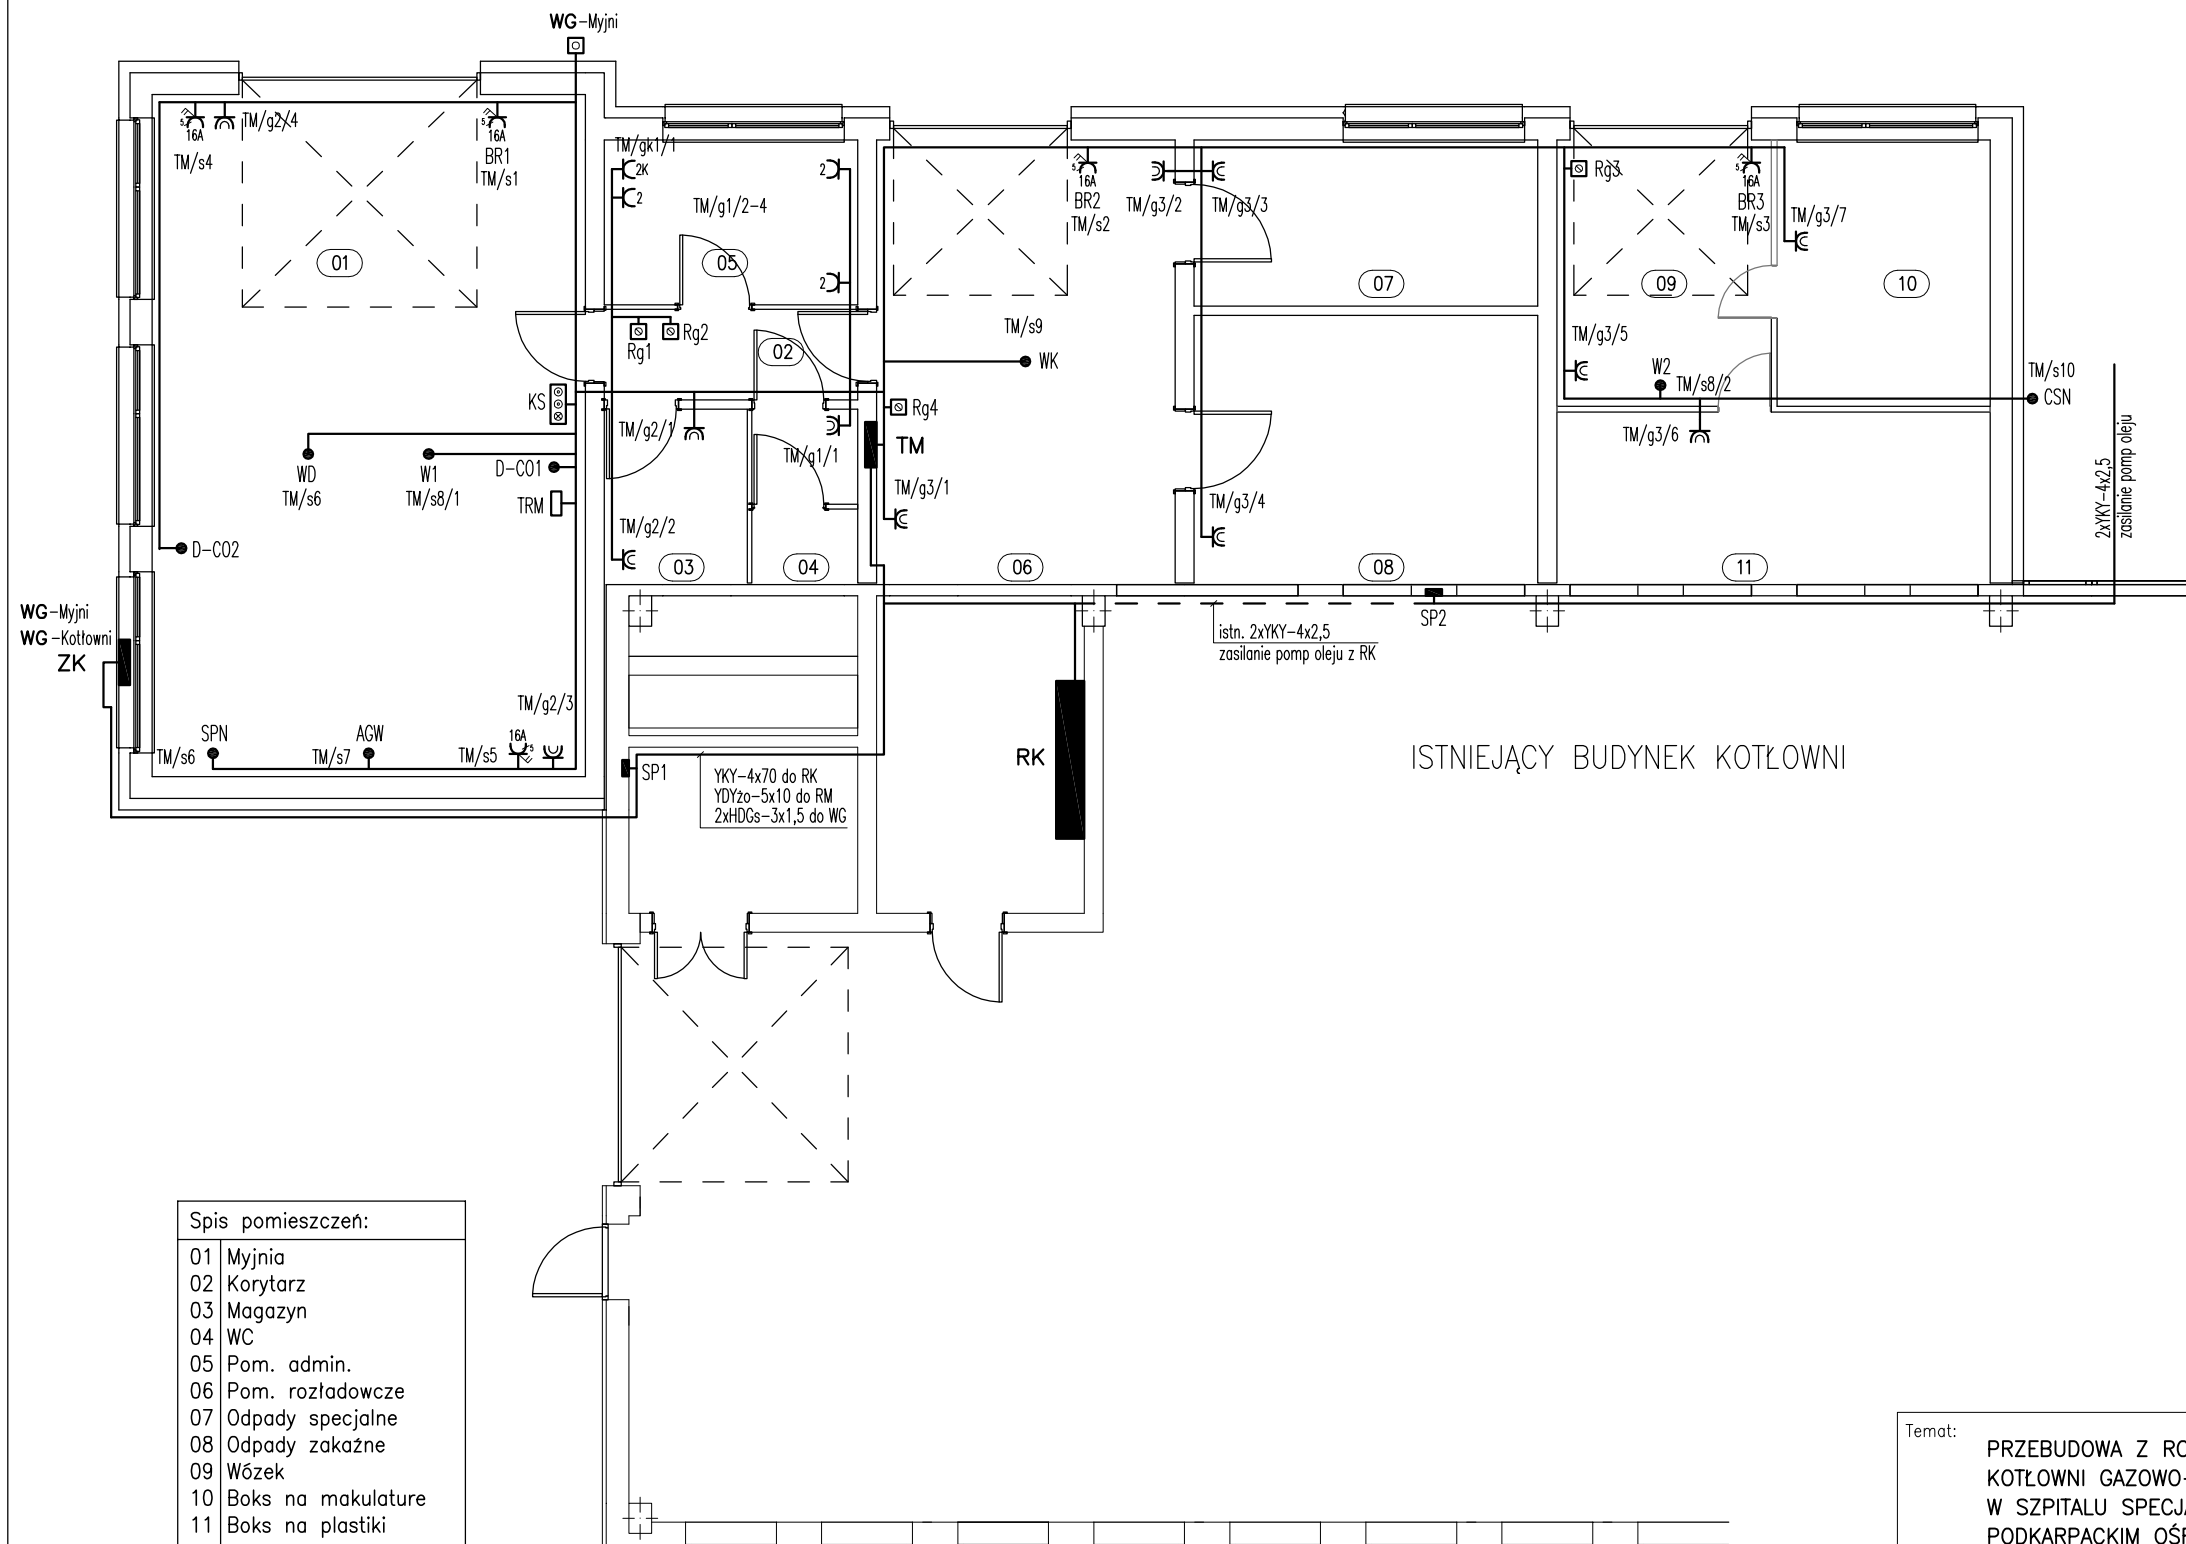 WG-Myjni
TM/s4
16A
5
TM/g2/4
16A
5
BR1
TM/s1
TM/gk1/1
2K
2
2
TM/g1/2-4
2
01
05
Rg1
Rg2
02
KS
WD
TM/s6
W1
TM/s8/1
D-CO1
TRM
D-CO2
TM/g2/1
TM/g1/1
TM/g2/2
03
04
Rg4
TM
TM/g3/1
16A
5
BR2
TM/s2
TM/g3/2
TM/g3/3
TM/s9
WK
06
07
TM/g3/4
08
Rg3
16A
5
BR3
TM/s3
TM/g3/7
09
10
TM/g3/5
W2
TM/s8/2
TM/g3/6
11
TM/s10
CSN
2xYKY-4x2,5
zasilanie pomp oleju
WG-Myjni
WG-Kotłowni
ZK
SPN
TM/s6
AGW
TM/s7
TM/s5
16A
5
TM/g2/3
SP1
YKY-4x70 do RK
YDYżo-5x10 do RM
2xHDGs-3x1,5 do WG
RK
istn. 2xYKY-4x2,5
zasilanie pomp oleju z RK
SP2
ISTNIEJĄCY BUDYNEK KOTŁOWNI
Spis pomieszczeń:
01 Myjnia
02 Korytarz
03 Magazyn
04 WC
05 Pom. admin.
06 Pom. rozładowcze
07 Odpady specjalne
08 Odpady zakaźne
09 Wózek
10 Boks na makulature
11 Boks na plastiki
Temat:
PRZEBUDOWA Z RO
KOTŁOWNI GAZOWO-
W SZPITALU SPECJA
PODKARPACKIM OŚR